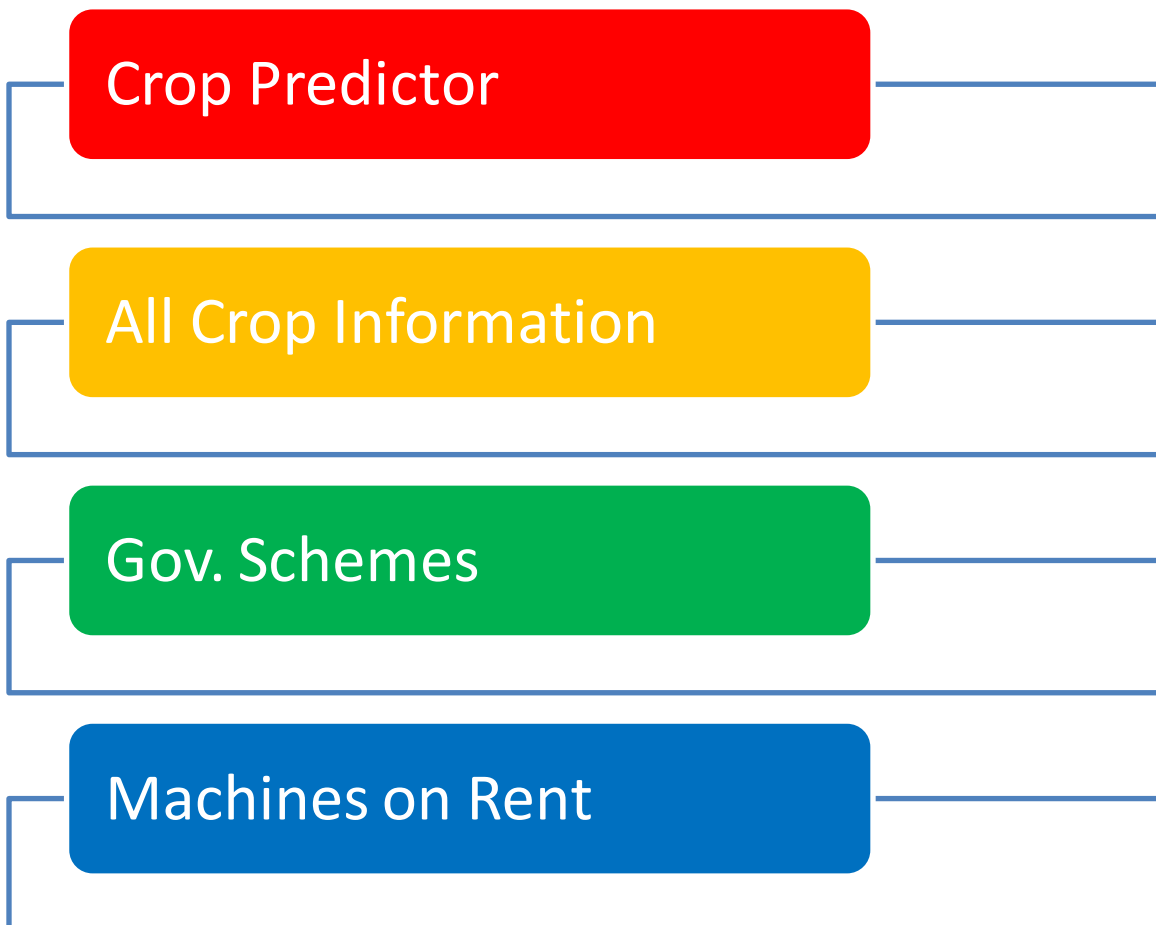 Crop Predictor
All Crop Information
Gov. Schemes
Machines on Rent